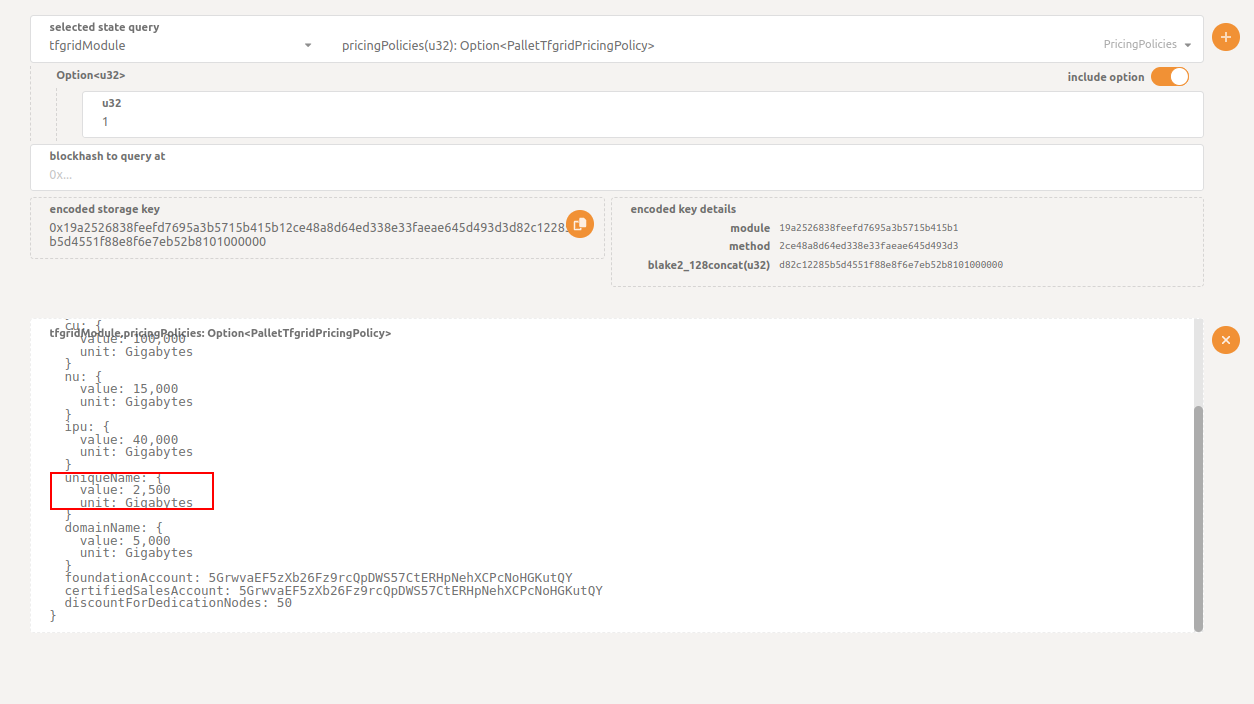 selected state query
tfgridModule
pricingPolicies(u32): Option<PalletTfgridPricingPolicy>
PricingPolicies
Option<u32>
include option
u32
1
blockhash to query at
0x...
encoded storage key
0x19a2526838feefd7695a3b5715b415b12ce48a8d64ed338e33faeae645d493d3d82c12285
b5d4551f88e8f6e7eb52b8101000000
encoded key details
module 19a2526838feefd7695a3b5715b415b1
method 2ce48a8d64ed338e33faeae645d493d3
blake2_128concat(u32) d82c12285b5d4551f88e8f6e7eb52b8101000000
tfgridModule.pricingPolicies: Option<PalletTfgridPricingPolicy>
cu: {
value: 100,000
unit: Gigabytes
}
nu: {
value: 15,000
unit: Gigabytes
}
ipu: {
value: 40,000
unit: Gigabytes
}
uniqueName: {
value: 2,500
unit: Gigabytes
}
domainName: {
value: 5,000
unit: Gigabytes
}
foundationAccount: 5GrwvaEF5zXb26Fz9rcQpDWS57CtERHpNehXCPcNoHGKutQY
certifiedSalesAccount: 5GrwvaEF5zXb26Fz9rcQpDWS57CtERHpNehXCPcNoHGKutQY
discountForDedicationNodes: 50
}